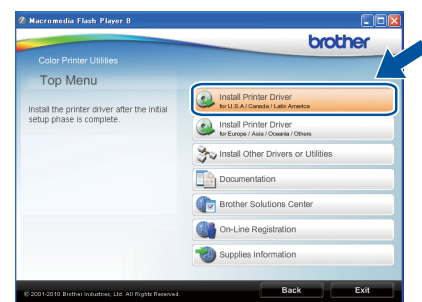 Macromedia Flash Player 8
brother
Color Printer Utilities
Top Menu
Install the printer driver after the initial
setup phase is complete.
Install Printer Driver
for U.S.A / Canada / Latin America
Install Printer Driver
for Europe / Asia / Oceania / Others
Install Other Drivers or Utilities
Documentation
Brother Solutions Center
On-Line Registration
Supplies Information
© 2001-2010 Brother Industries, Ltd. All Rights Reserved.
Back
Exit